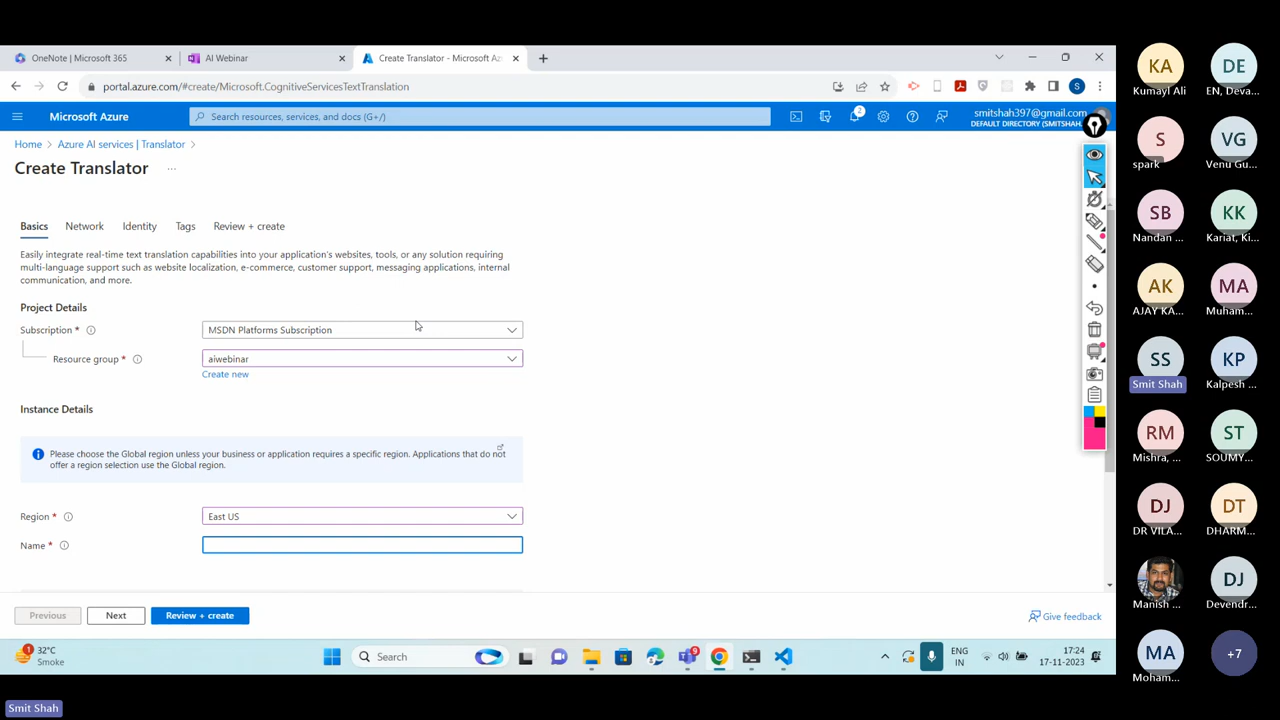 OneNote | Microsoft 365
AI Webinar
Create Translator - Microsoft Az
portal.azure.com/#create/Microsoft.CognitiveServicesTextTranslation
S
Microsoft Azure
Search resources, services, and docs (G+/)
2
smitshah397@gmail.com
DEFAULT DIRECTORY (SMITSHAH.
Home > Azure AI services | Translator >
Create Translator ...
Basics
Network
Identity
Tags
Review + create
Easily integrate real-time text translation capabilities into your application's websites, tools, or any solution requiring
multi-language support such as website localization, e-commerce, customer support, messaging applications, internal
communication, and more.
Project Details
Subscription *
MSDN Platforms Subscription
Resource group *
aiwebinar
Create new
Instance Details
Please choose the Global region unless your business or application requires a specific region. Applications that do not
offer a region selection use the Global region.
Region *
East US
Name *
Previous
Next
Review + create
Give feedback
1
32°C
Smoke
Search
9
ENG
IN
17:24
17-11-2023
KA
Kumayl Ali
DE
EN, Deva...
S
spark
VG
Venu Gu...
SB
Nandan ...
KK
Kariat, Ki...
AK
AJAY KA...
MA
Muham...
SS
Smit Shah
KP
Kalpesh ...
RM
Mishra, ...
ST
SOUMY...
DJ
DR VILA...
DT
DHARM...
Manish ...
DJ
Devendr...
MA
Moham...
+7
Smit Shah